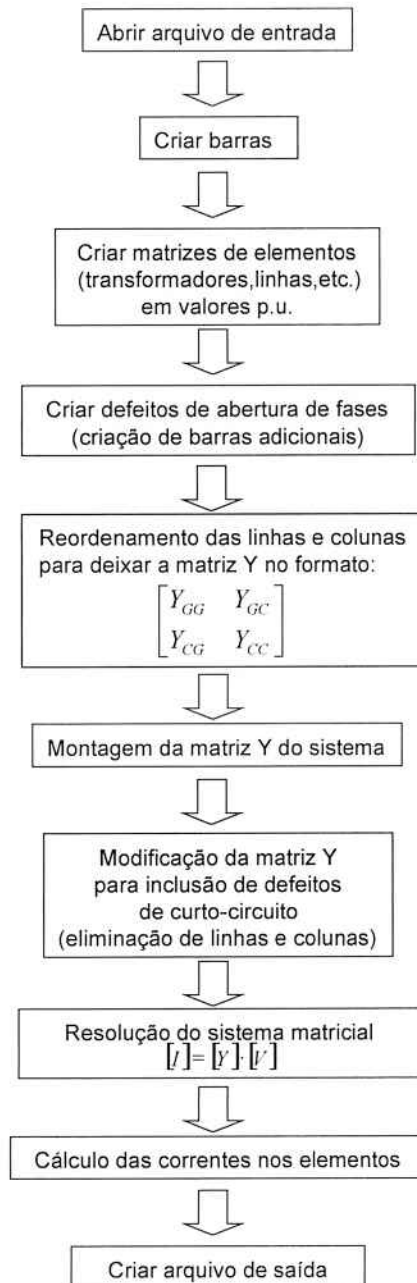 Abrir arquivo de entrada
Criar barras
Criar matrizes de elementos
(transformadores,linhas,etc.)
em valores p.u.
Criar defeitos de abertura de fases
(criação de barras adicionais)
Reordenamento das linhas e colunas
para deixar a matriz Y no formato:
[Y_GG Y_GC
Y_CG Y_CC]
Montagem da matriz Y do sistema
Modificação da matriz Y
para inclusão de defeitos
de curto-circuito
(eliminação de linhas e colunas)
Resolução do sistema matricial
[I]=[Y]·[V]
Cálculo das correntes nos elementos
Criar arquivo de saída